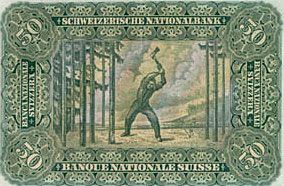 50
SCHWEIZERISCHE NATIONALBANK
50
BANCA NAZIONALE
SVIZZERA
BANCA NAZIONALE
SVIZZERA
50
BANQUE NATIONALE SUISSE
50